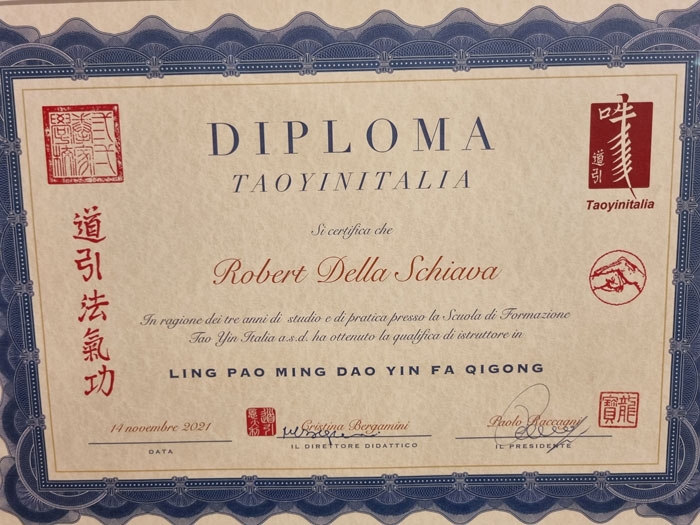 DIPLOMA
TAOYINITALIA
道引
Taoyinitalia
道引法氣功
Si certifica che
Robert Della Schiava
In ragione dei tre anni di studio e di pratica presso la Scuola di Formazione
Tao Yin Italia a.s.d. ha ottenuto la qualifica di istruttore in
LING PAO MING DAO YIN FA QIGONG
14 novembre 2021
Cristina Bergamini
Paolo Raccagni
DATA
IL DIRETTORE DIDATTICO
IL PRESIDENTE